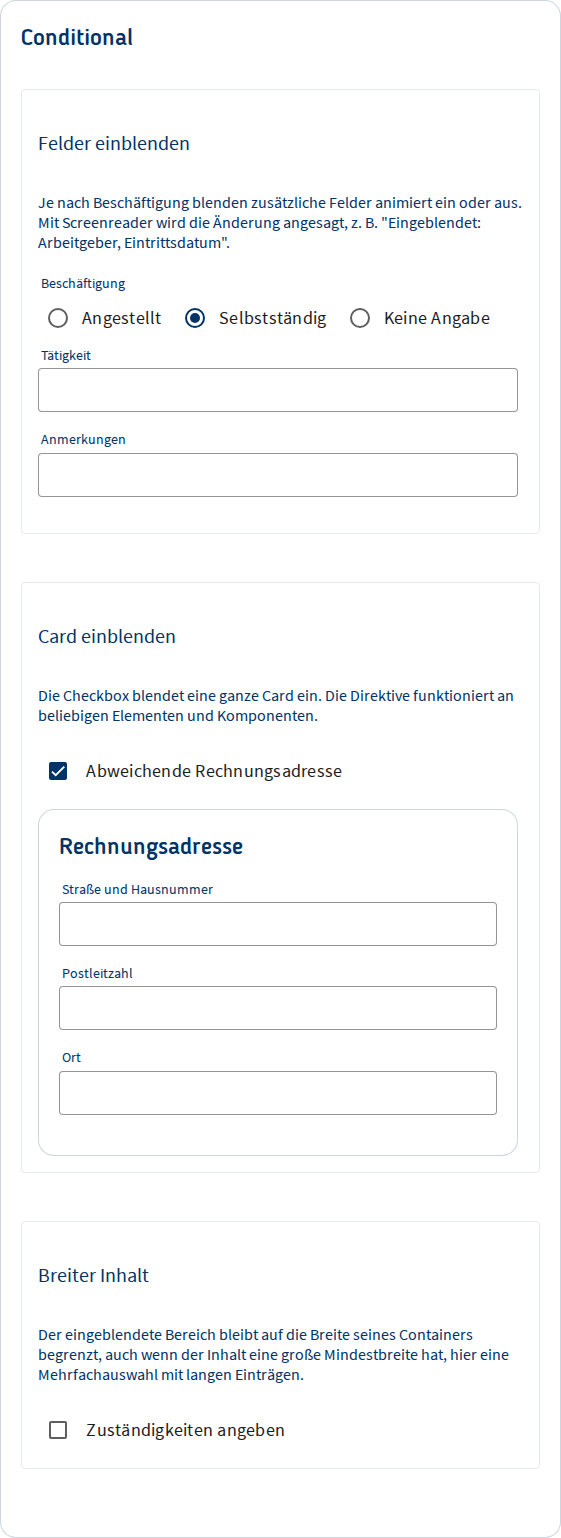 Conditional
Felder einblenden
Je nach Beschäftigung blenden zusätzliche Felder animiert ein oder aus.
Mit Screenreader wird die Änderung angesagt, z. B. "Eingeblendet:
Arbeitgeber, Eintrittsdatum".
Beschäftigung
Angestellt Selbstständig Keine Angabe
Tätigkeit
Anmerkungen
Card einblenden
Die Checkbox blendet eine ganze Card ein. Die Direktive funktioniert an
beliebigen Elementen und Komponenten.
Abweichende Rechnungsadresse
Rechnungsadresse
Straße und Hausnummer
Postleitzahl
Ort
Breiter Inhalt
Der eingeblendete Bereich bleibt auf die Breite seines Containers
begrenzt, auch wenn der Inhalt eine große Mindestbreite hat, hier eine
Mehrfachauswahl mit langen Einträgen.
Zuständigkeiten angeben